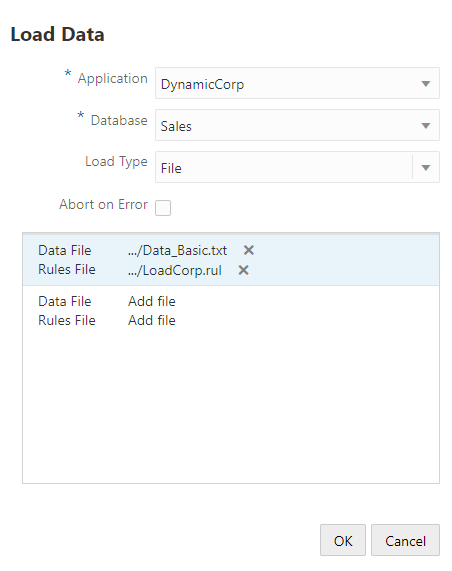 Load Data
* Application DynamicCorp
* Database Sales
Load Type File
Abort on Error
Data File .../Data_Basic.txt ✕
Rules File .../LoadCorp.rul ✕
Data File Add file
Rules File Add file
OK Cancel